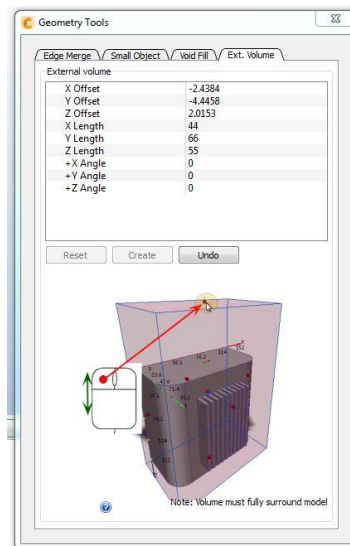 Geometry Tools
Edge Merge Small Object Void Fill Ext. Volume
External volume
X Offset -2.4384
Y Offset -4.4458
Z Offset 2.0153
X Length 44
Y Length 66
Z Length 55
+X Angle 0
+Y Angle 0
+Z Angle 0
Reset Create Undo
Note: Volume must fully surround model